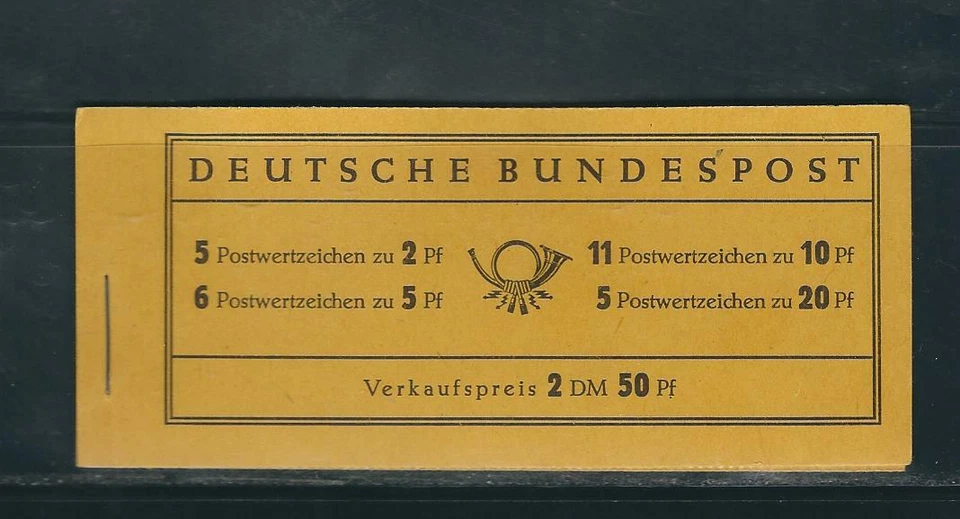 DEUTSCHE BUNDESPOST
5 Postwertzeichen zu 2 Pf
6 Postwertzeichen zu 5 Pf
11 Postwertzeichen zu 10 Pf
5 Postwertzeichen zu 20 Pf
Verkaufspreis 2 DM 50 Pf